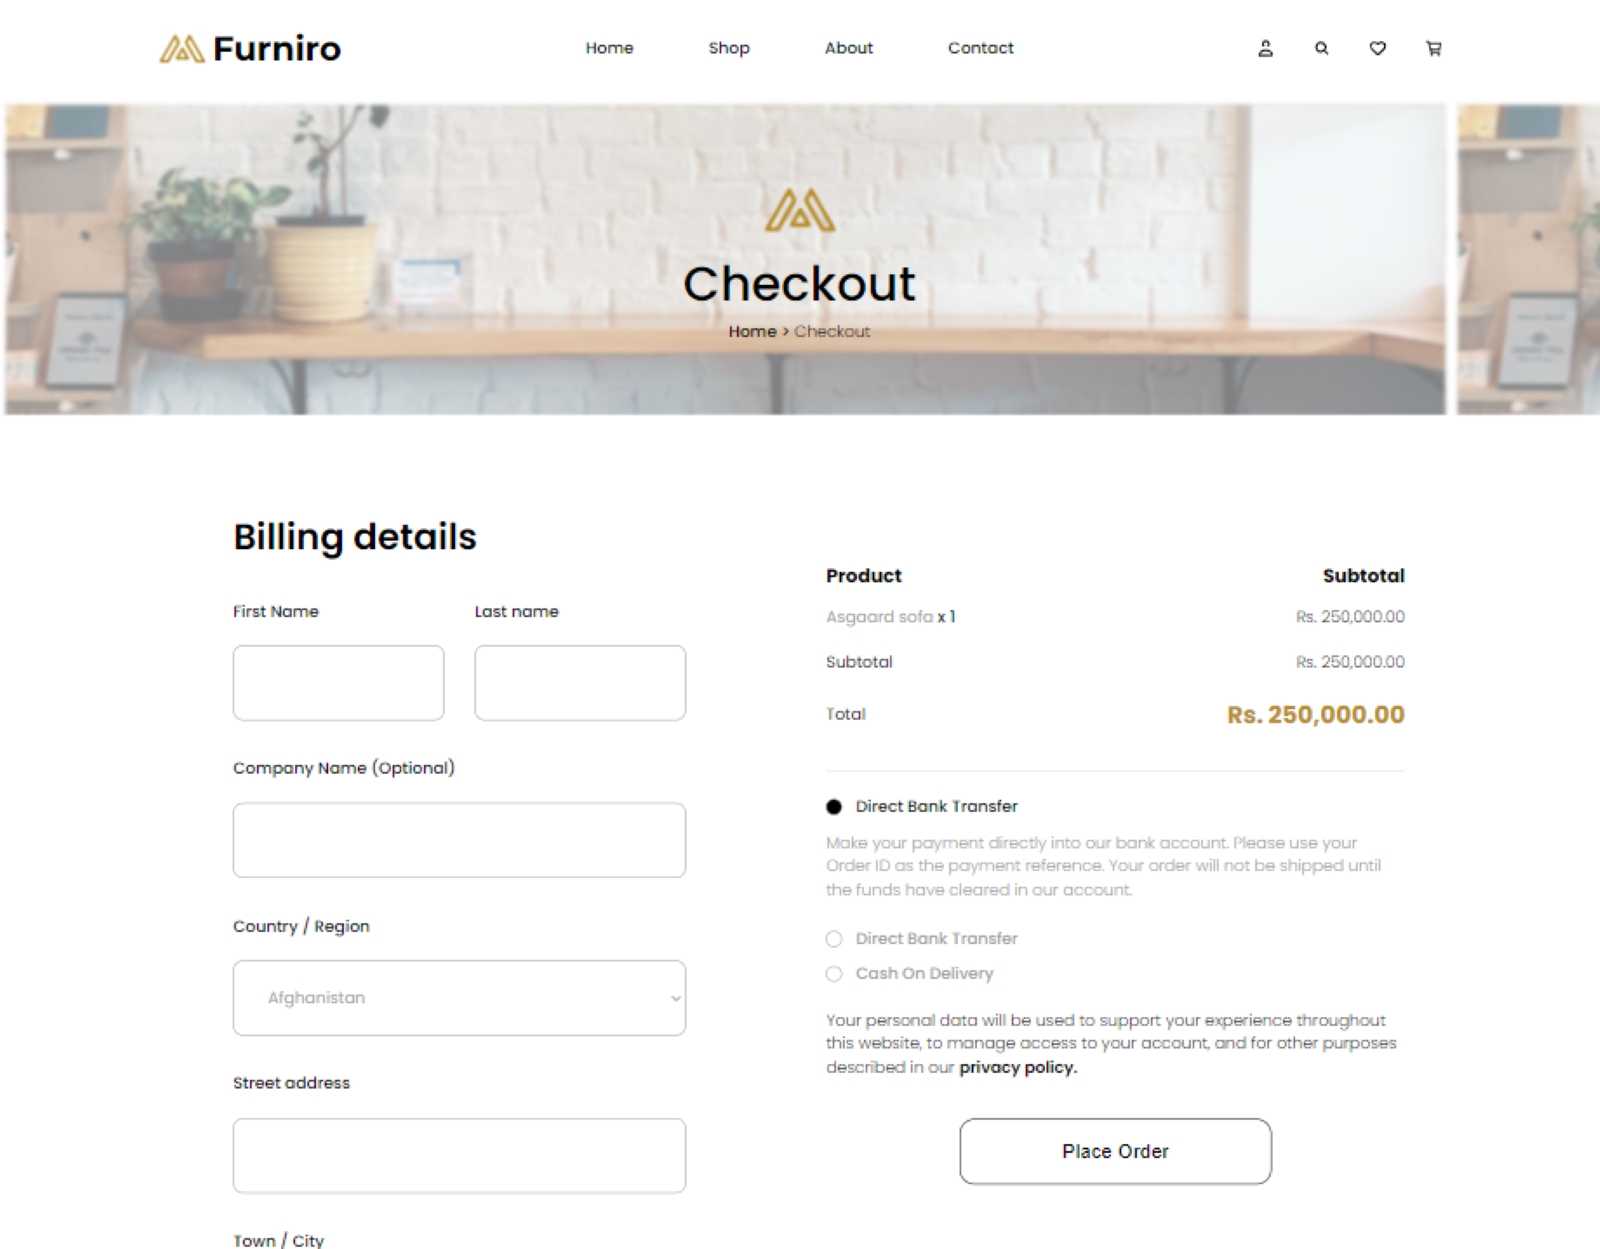 Furniro
Home Shop About Contact
Checkout
Home > Checkout
Billing details
First Name Last name
Company Name (Optional)
Country / Region
Afghanistan
Street address
Town / City
Product Subtotal
Asgaard sofa x 1 Rs. 250,000.00
Subtotal Rs. 250,000.00
Total Rs. 250,000.00
Direct Bank Transfer
Make your payment directly into our bank account. Please use your
Order ID as the payment reference. Your order will not be shipped until
the funds have cleared in our account.
Direct Bank Transfer
Cash On Delivery
Your personal data will be used to support your experience throughout
this website, to manage access to your account, and for other purposes
described in our privacy policy.
Place Order